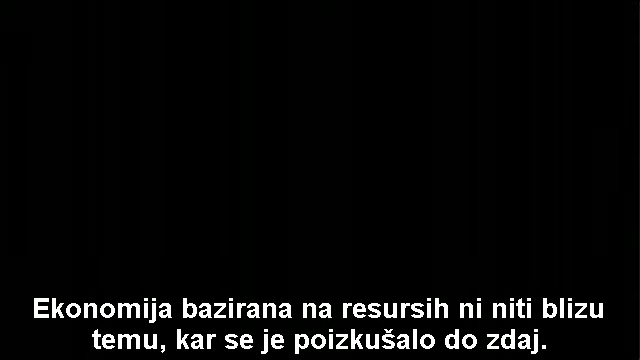 Ekonomija bazirana na resursih ni niti blizu
temu, kar se je poizkušalo do zdaj.